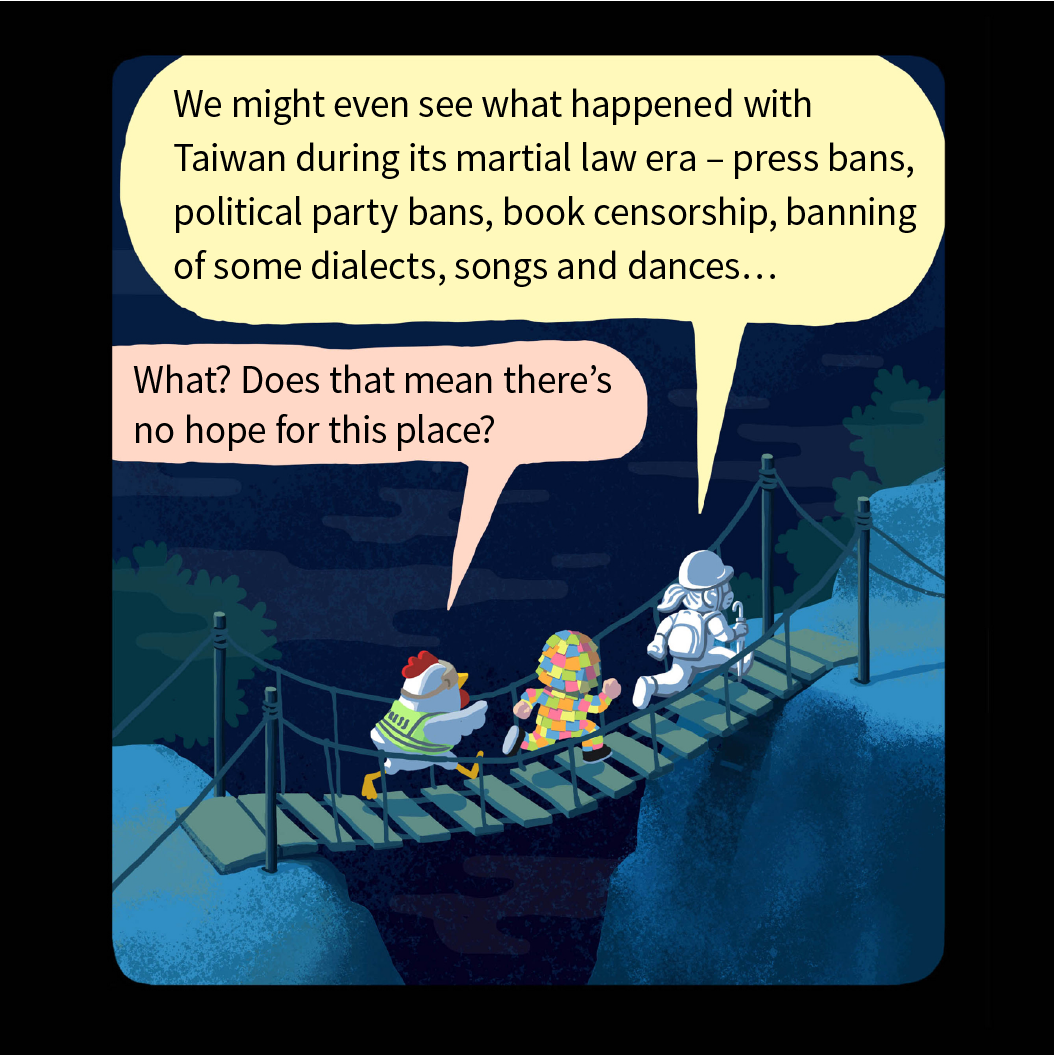 We might even see what happened with
Taiwan during its martial law era – press bans,
political party bans, book censorship, banning
of some dialects, songs and dances…
What? Does that mean there’s
no hope for this place?